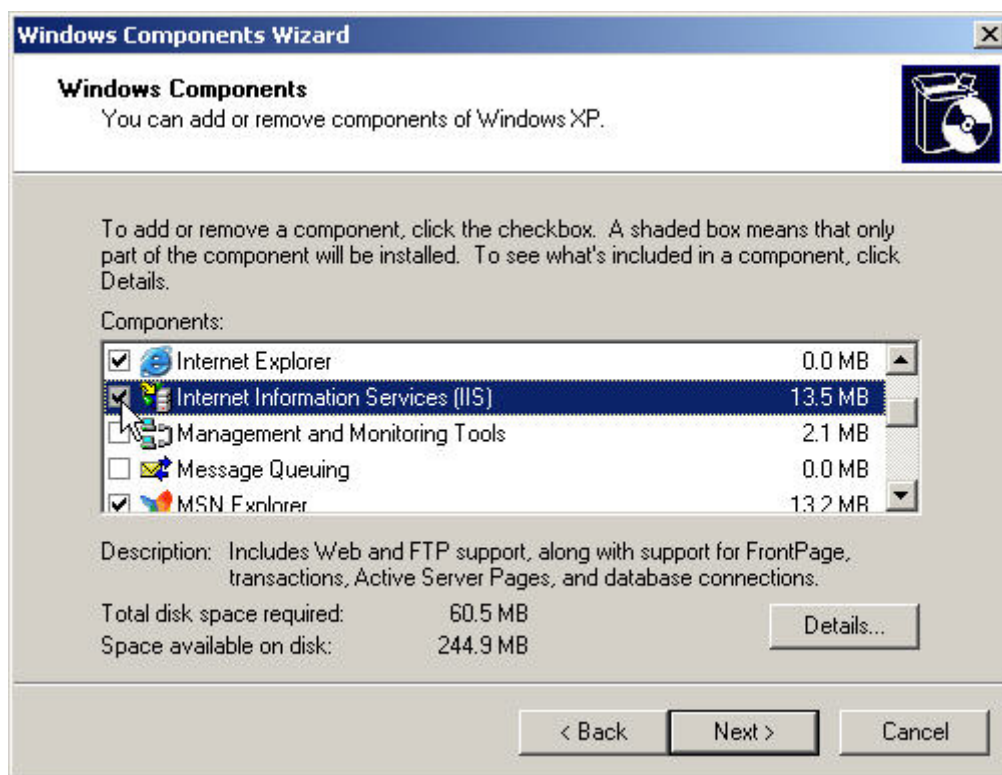 Windows Components Wizard
Windows Components
You can add or remove components of Windows XP.
To add or remove a component, click the checkbox. A shaded box means that only
part of the component will be installed. To see what's included in a component, click
Details.
Components:
Internet Explorer 0.0 MB
Internet Information Services (IIS) 13.5 MB
Management and Monitoring Tools 2.1 MB
Message Queuing 0.0 MB
MSN Explorer 13.2 MB
Description: Includes Web and FTP support, along with support for FrontPage,
transactions, Active Server Pages, and database connections.
Total disk space required: 60.5 MB
Space available on disk: 244.9 MB
Details...
< Back Next > Cancel